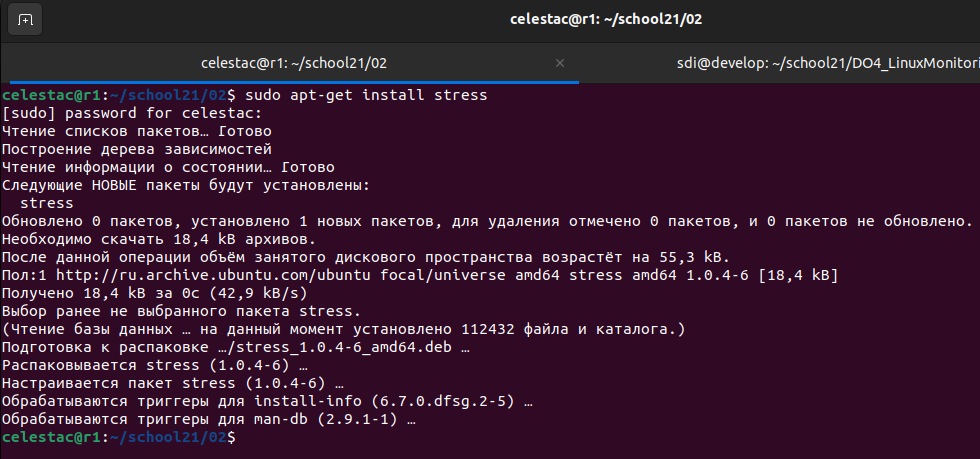 celestac@r1: ~/school21/02
celestac@r1: ~/school21/02 × sdi@develop: ~/school21/DO4_LinuxMonitori
celestac@r1:~/school21/02$ sudo apt-get install stress
[sudo] password for celestac:
Чтение списков пакетов… Готово
Построение дерева зависимостей
Чтение информации о состоянии… Готово
Следующие НОВЫЕ пакеты будут установлены:
  stress
Обновлено 0 пакетов, установлено 1 новых пакетов, для удаления отмечено 0 пакетов, и 0 пакетов не обновлено.
Необходимо скачать 18,4 kB архивов.
После данной операции объём занятого дискового пространства возрастёт на 55,3 kB.
Пол:1 http://ru.archive.ubuntu.com/ubuntu focal/universe amd64 stress amd64 1.0.4-6 [18,4 kB]
Получено 18,4 kB за 0с (42,9 kB/s)
Выбор ранее не выбранного пакета stress.
(Чтение базы данных … на данный момент установлено 112432 файла и каталога.)
Подготовка к распаковке …/stress_1.0.4-6_amd64.deb …
Распаковывается stress (1.0.4-6) …
Настраивается пакет stress (1.0.4-6) …
Обрабатываются триггеры для install-info (6.7.0.dfsg.2-5) …
Обрабатываются триггеры для man-db (2.9.1-1) …
celestac@r1:~/school21/02$